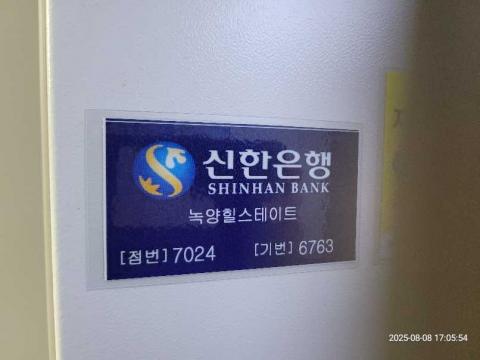 신한은행
SHINHAN BANK
녹양힐스테이트
[점번] 7024 [기번] 6763
2025-08-08 17:05:54